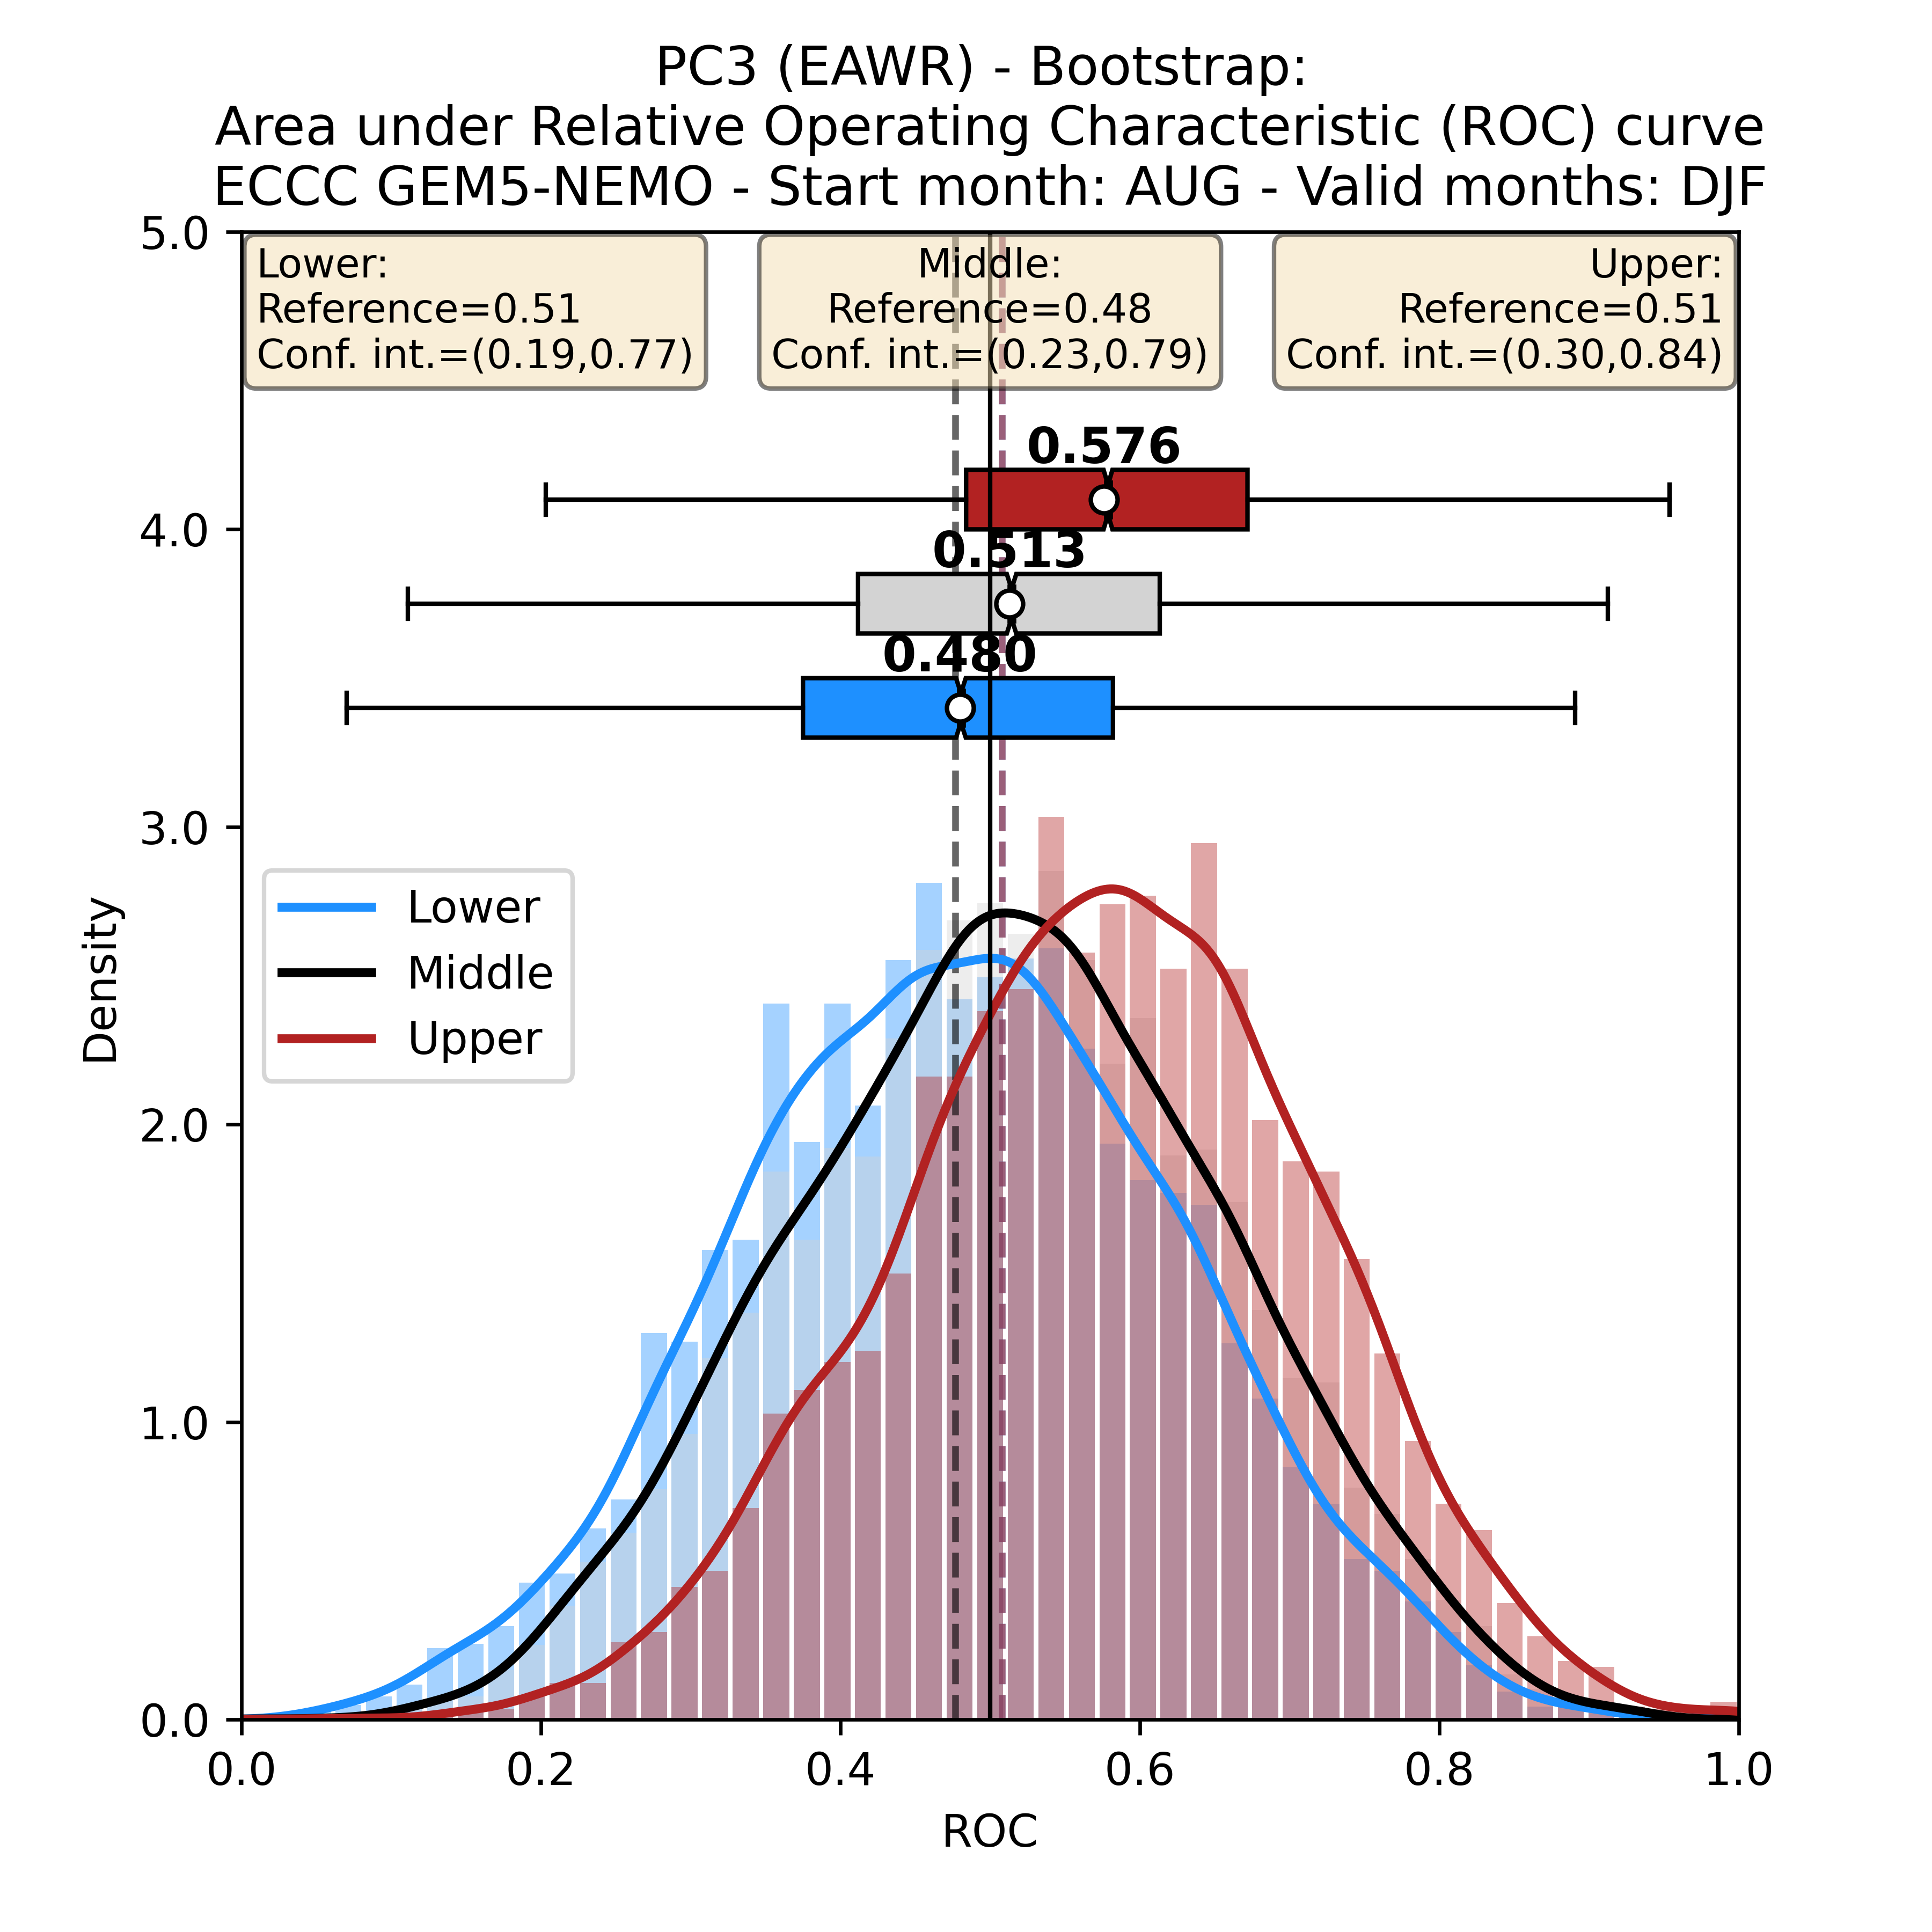 PC3 (EAWR) - Bootstrap:
Area under Relative Operating Characteristic (ROC) curve
ECCC GEM5-NEMO - Start month: AUG - Valid months: DJF
Lower:
Reference=0.51
Conf. int.=(0.19,0.77)
Middle:
Reference=0.48
Conf. int.=(0.23,0.79)
Upper:
Reference=0.51
Conf. int.=(0.30,0.84)
0.576
0.513
0.480
Lower
Middle
Upper
Density
5.0
4.0
3.0
2.0
1.0
0.0
0.0
0.2
0.4
0.6
0.8
1.0
ROC